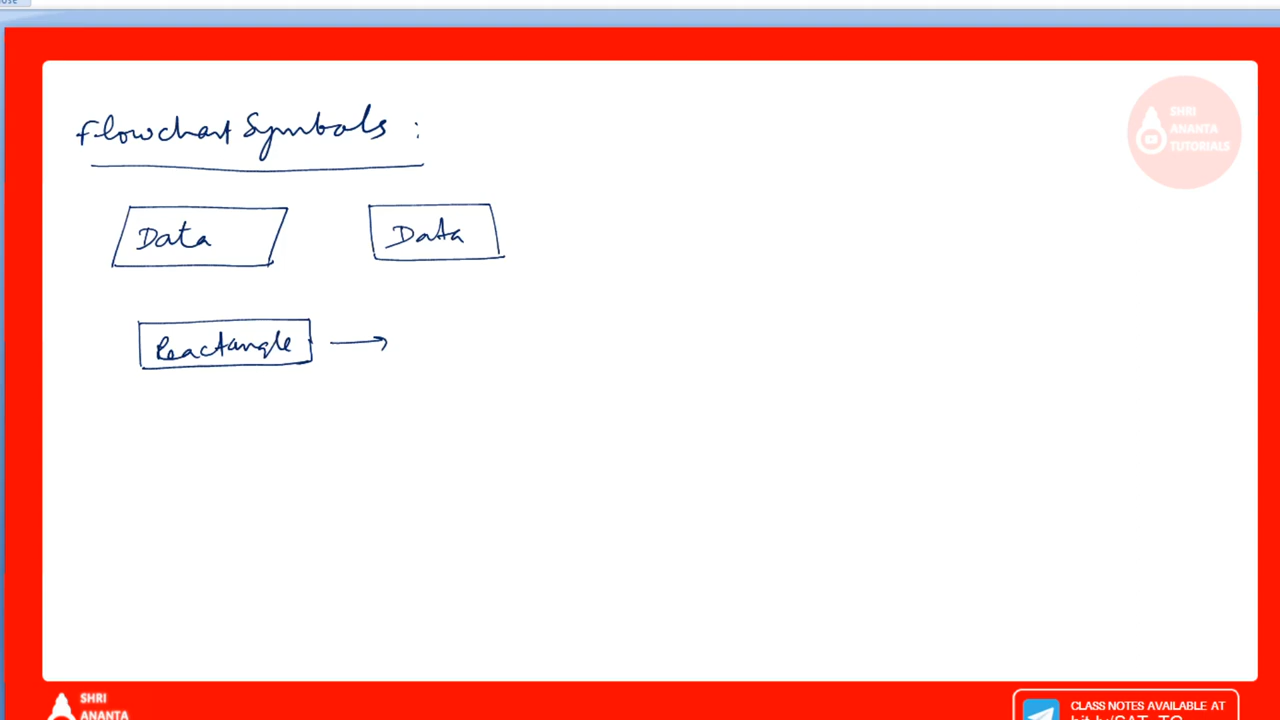 Flowchart Symbols :
Data Data
Reactangle →
SHRI
ANANTA
TUTORIALS
SHRI
ANANTA
CLASS NOTES AVAILABLE AT